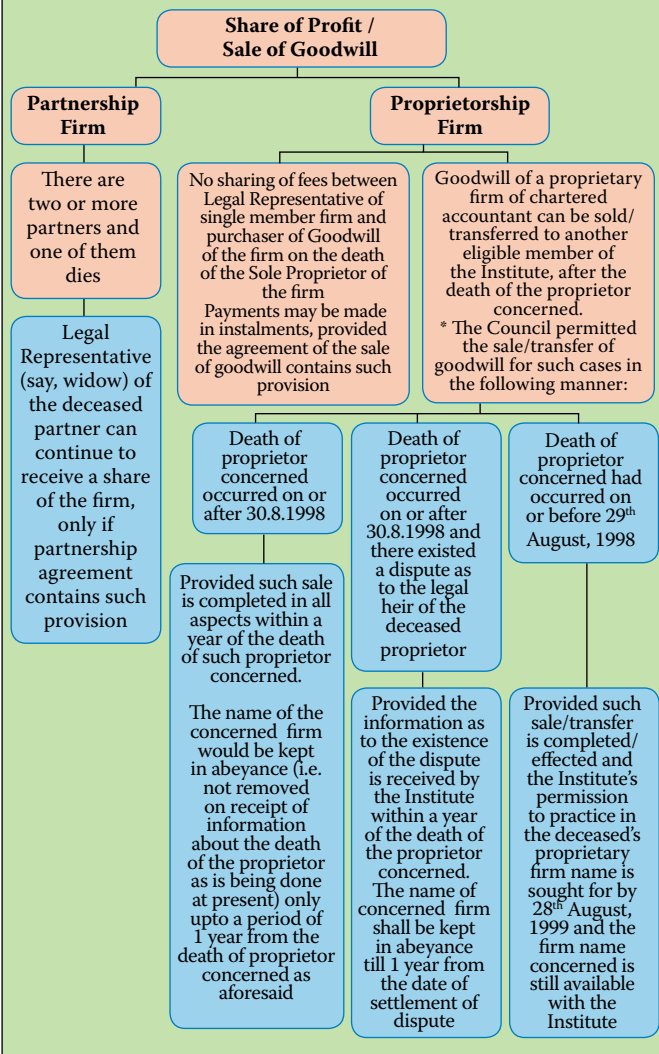 Share of Profit /
Sale of Goodwill
Partnership
Firm
Proprietorship
Firm
There are
two or more
partners and
one of them
dies
Legal
Representative
(say, widow) of
the deceased
partner can
continue to
receive a share
of the firm,
only if
partnership
agreement
contains such
provision
No sharing of fees between
Legal Representative of
single member firm and
purchaser of Goodwill
of the firm on the death
of the Sole Proprietor of
the firm
Payments may be made
in instalments, provided
the agreement of the sale
of goodwill contains such
provision
Goodwill of a proprietary
firm of chartered
accountant can be sold/
transferred to another
eligible member of
the Institute, after the
death of the proprietor
concerned.
* The Council permitted
the sale/transfer of
goodwill for such cases in
the following manner:
Death of
proprietor
concerned
occurred on or
after 30.8.1998
Provided such sale
is completed in all
aspects within a
year of the death
of such proprietor
concerned.
The name of the
concerned firm
would be kept
in abeyance (i.e.
not removed
on receipt of
information
about the death
of the proprietor
as is being done
at present) only
upto a period of
1 year from the
death of proprietor
concerned as
aforesaid
Death of
proprietor
concerned
occurred
on or after
30.8.1998 and
there existed
a dispute as
to the legal
heir of the
deceased
proprietor
Provided the
information as
to the existence
of the dispute
is received by
the Institute
within a year
of the death of
the proprietor
concerned.
The name of
concerned firm
shall be kept
in abeyance
till 1 year from
the date of
settlement of
dispute
Death of
proprietor
concerned had
occurred on
or before 29th
August, 1998
Provided such
sale/transfer
is completed/
effected and
the Institute's
permission
to practice in
the deceased's
proprietary
firm name is
sought for by
28th August,
1999 and the
firm name
concerned is
still available
with the
Institute